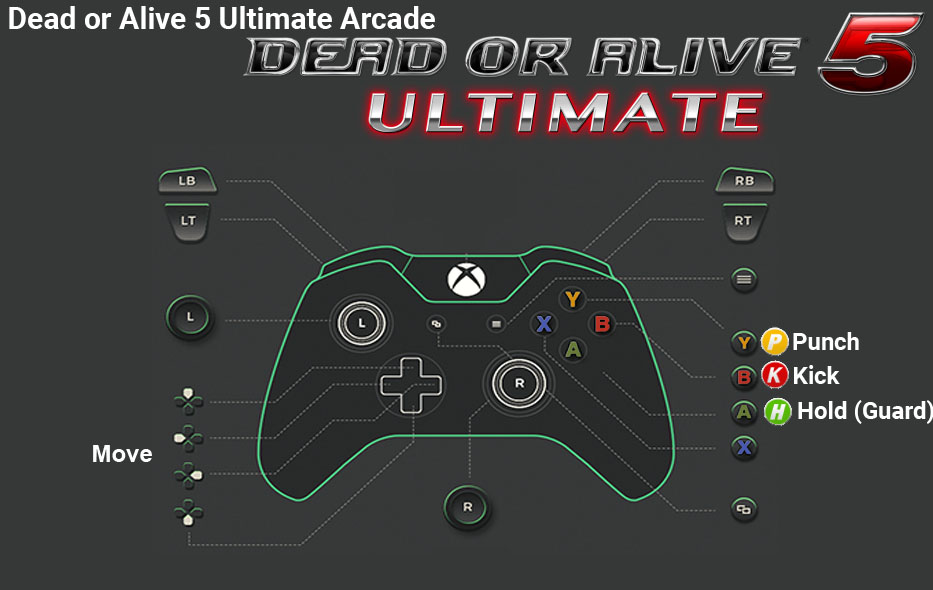 Dead or Alive 5 Ultimate Arcade
DEAD OR ALIVE 5
ULTIMATE
LB
RB
LT
RT
Y
L
L
X
B
A
Y P Punch
R
B K Kick
A H Hold (Guard)
Move
X
R